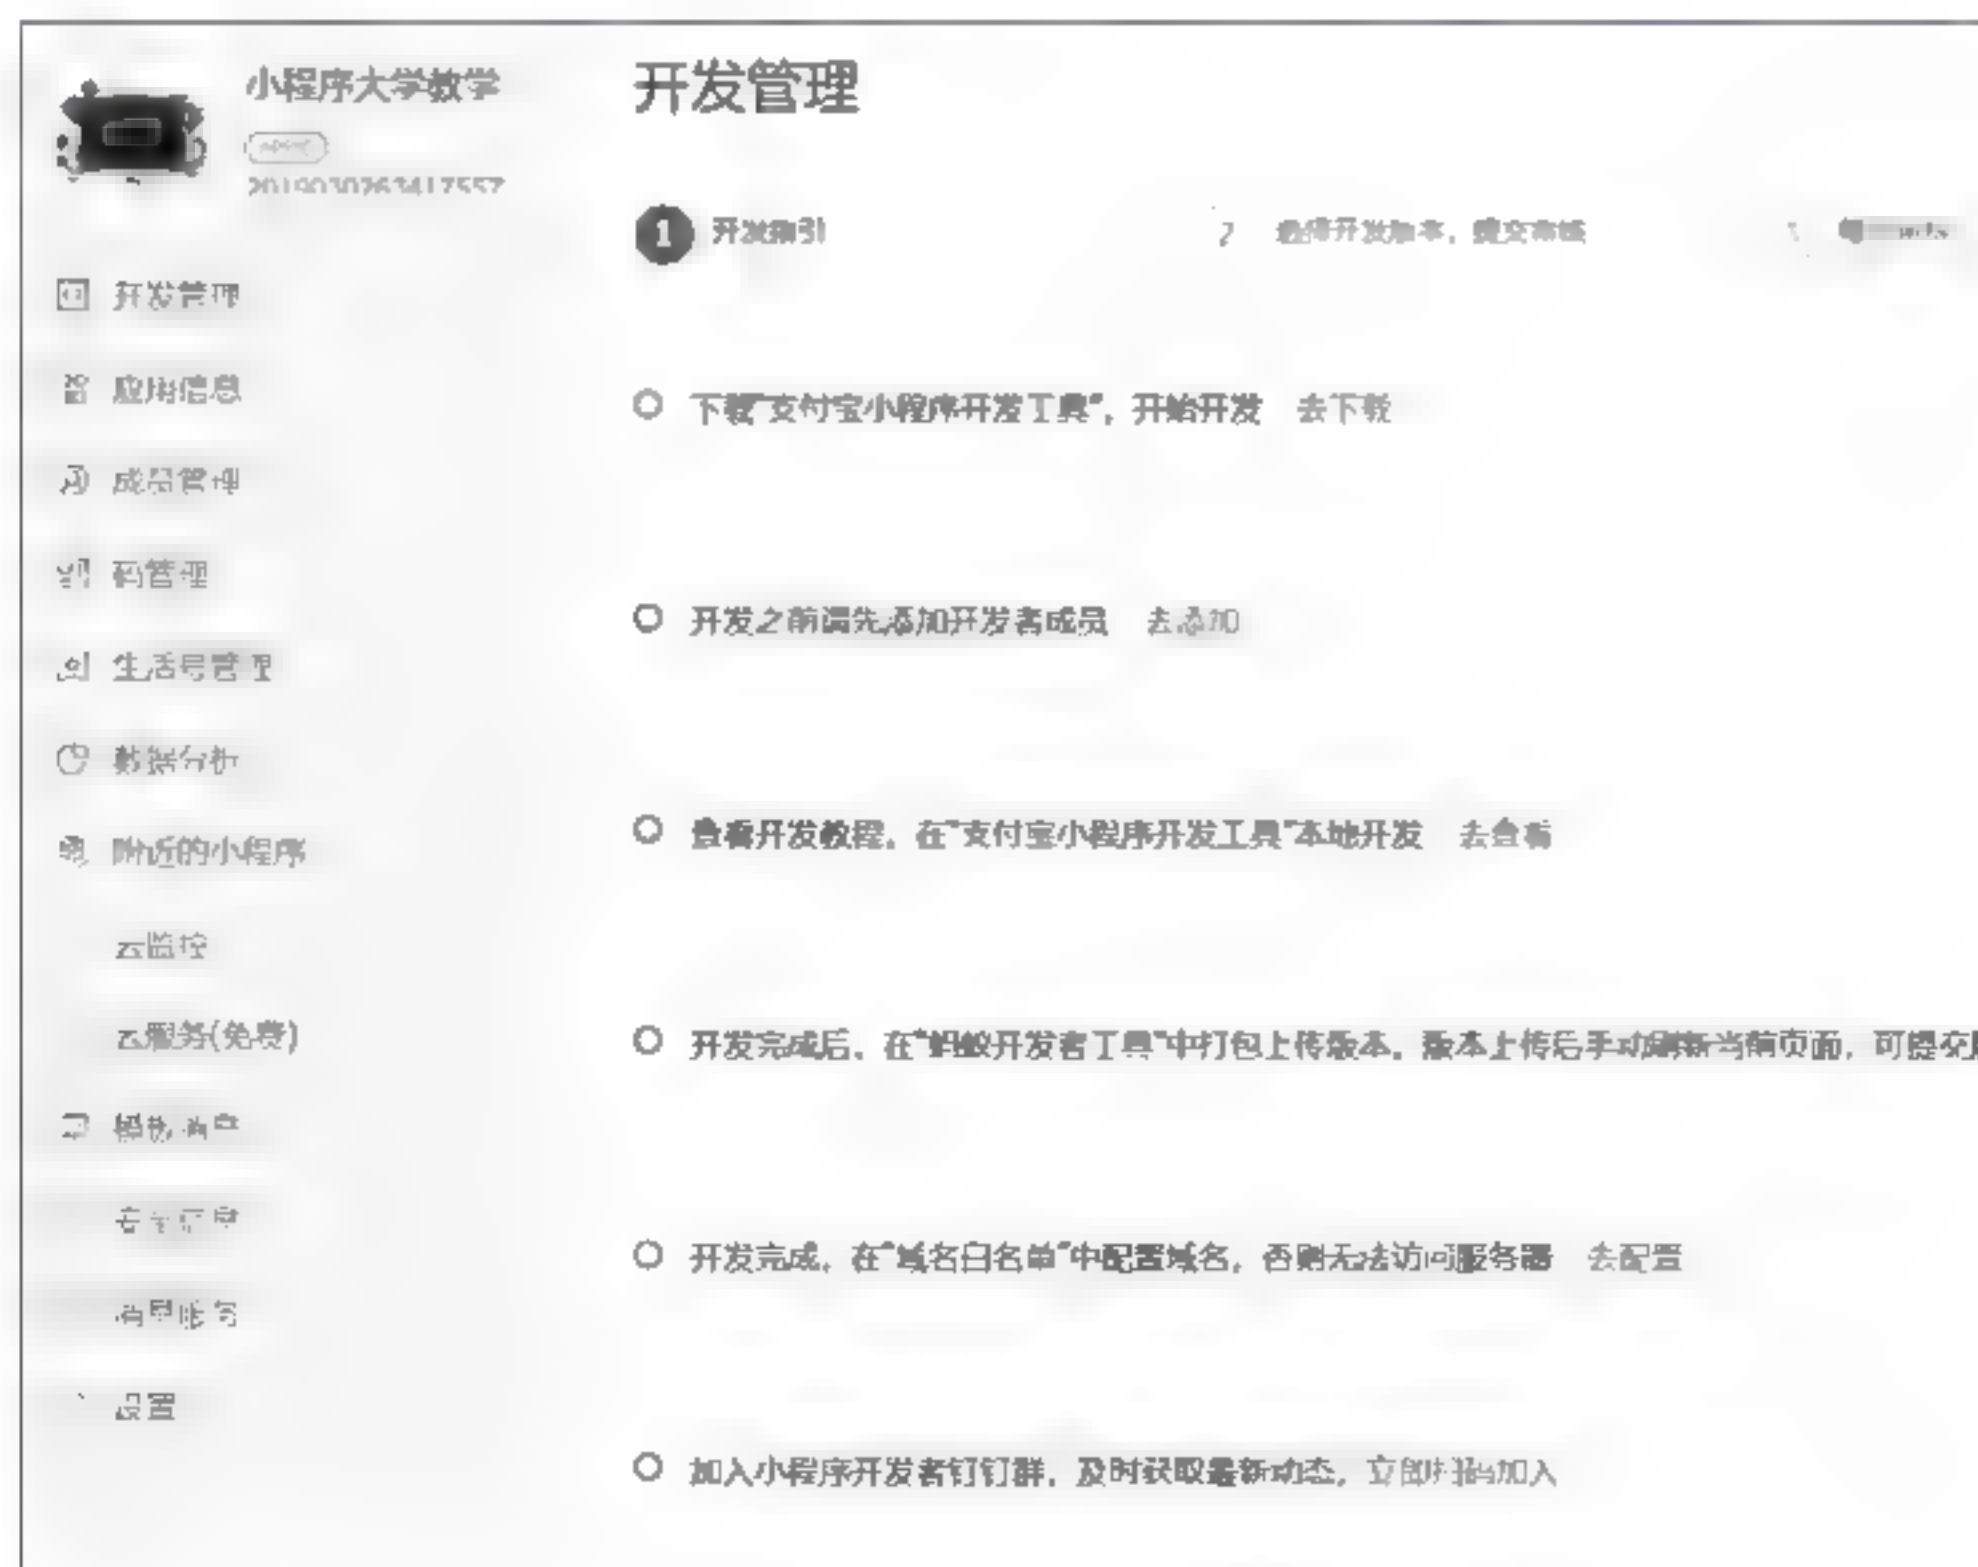 小程序大学教学
开发管理
应用信息
成员管理
码管理
生活号管理
数据分析
附近的小程序
云监控
云服务(免费)
设置
开发管理
1 开发指引
2 开发版本,提交审核
下载"支付宝小程序开发工具",开始开发 去下载
开发之前请先添加开发者成员 去添加
查看开发教程,在"支付宝小程序开发工具"本地开发 去查看
开发完成后,在"蚂蚁开发者工具"中打包上传版本,版本上传后手动刷新当前页面,可提交
开发完成,在"域名白名单"中配置域名,否则无法访问服务器 去配置
加入小程序开发者钉钉群,及时获取最新动态,立即扫码加入